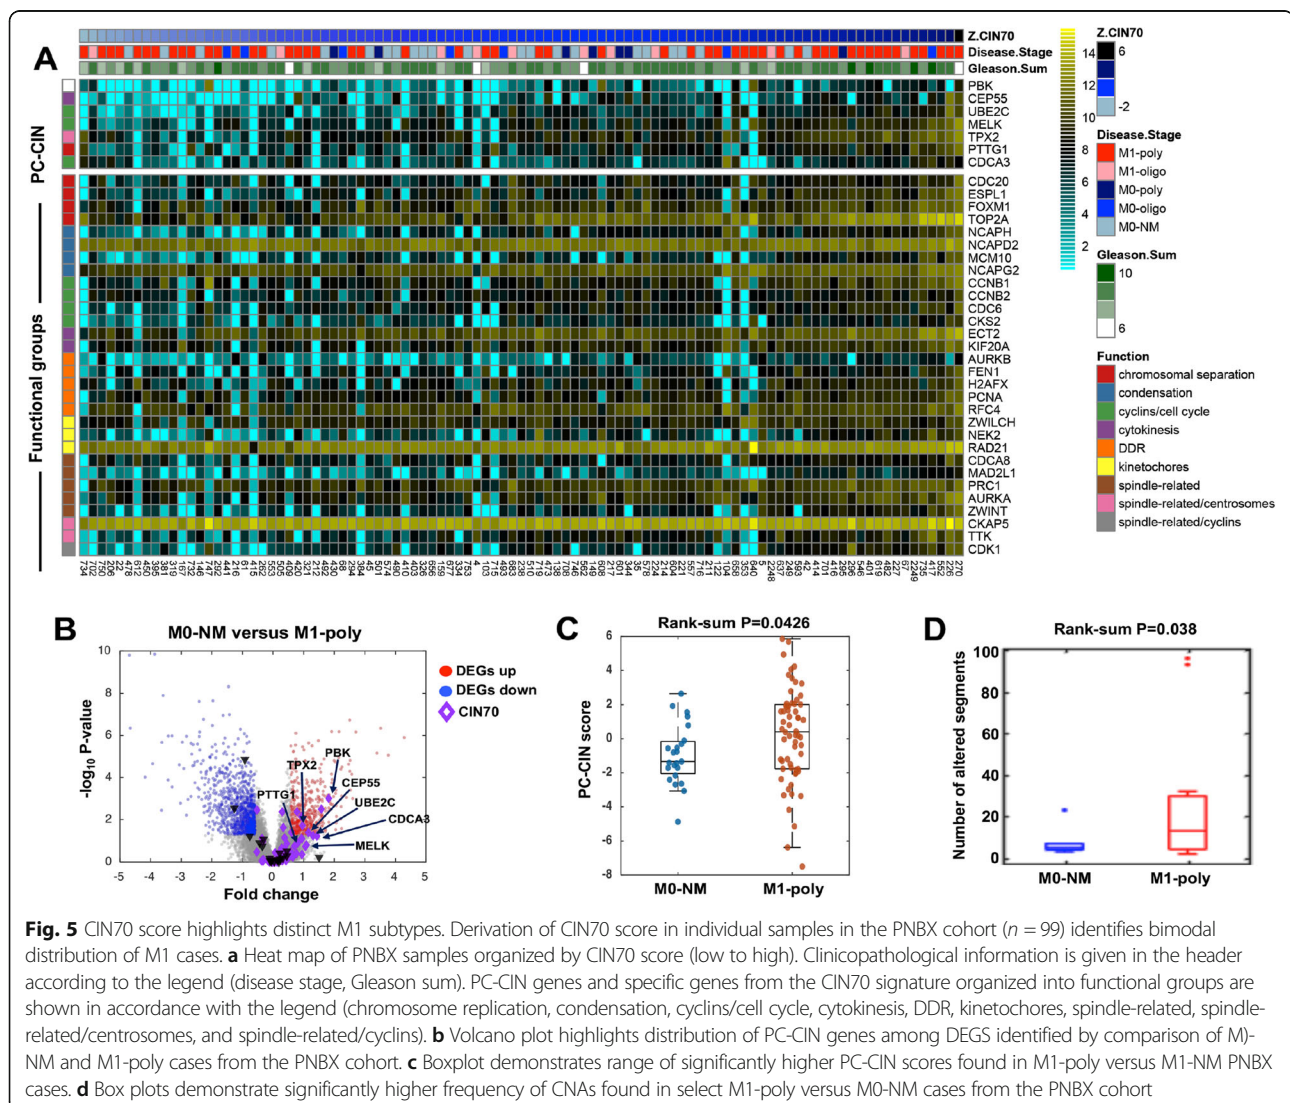 A
Z.CIN70
Disease.Stage
Gleason.Sum
PC-CIN
PBK
CEP55
UBE2C
MELK
TPX2
PTTG1
CDCA3
Functional groups
CDC20
ESPL1
FOXM1
TOP2A
NCAPH
NCAPD2
MCM10
NCAPG2
CCNB1
CCNB2
CDC6
CKS2
ECT2
KIF20A
AURKB
FEN1
H2AFX
PCNA
RFC4
ZWILCH
NEK2
RAD21
CDCA8
MAD2L1
PRC1
AURKA
ZWINT
CKAP5
TTK
CDK1
14
12
10
8
6
4
2
Z.CIN70
6
-2
Disease.Stage
M1-poly
M1-oligo
M0-poly
M0-oligo
M0-NM
Gleason.Sum
10
6
Function
chromosomal separation
condensation
cyclins/cell cycle
cytokinesis
DDR
kinetochores
spindle-related
spindle-related/centrosomes
spindle-related/cyclins
B
M0-NM versus M1-poly
-log10 P-value
10
8
6
4
2
0
-5 -4 -3 -2 -1 0 1 2 3 4 5
Fold change
DEGs up
DEGs down
CIN70
PBK
TPX2
CEP55
PTTG1
UBE2C
CDCA3
MELK
C
Rank-sum P=0.0426
PC-CIN score
6
4
2
0
-2
-4
-6
-8
M0-NM M1-poly
D
Rank-sum P=0.038
Number of altered segments
100
80
60
40
20
0
M0-NM M1-poly
Fig. 5 CIN70 score highlights distinct M1 subtypes. Derivation of CIN70 score in individual samples in the PNBX cohort (n = 99) identifies bimodal
distribution of M1 cases. a Heat map of PNBX samples organized by CIN70 score (low to high). Clinicopathological information is given in the header
according to the legend (disease stage, Gleason sum). PC-CIN genes and specific genes from the CIN70 signature organized into functional groups are
shown in accordance with the legend (chromosome replication, condensation, cyclins/cell cycle, cytokinesis, DDR, kinetochores, spindle-related, spindle-
related/centrosomes, and spindle-related/cyclins). b Volcano plot highlights distribution of PC-CIN genes among DEGS identified by comparison of M)-
NM and M1-poly cases from the PNBX cohort. c Boxplot demonstrates range of significantly higher PC-CIN scores found in M1-poly versus M1-NM PNBX
cases. d Box plots demonstrate significantly higher frequency of CNAs found in select M1-poly versus M0-NM cases from the PNBX cohort